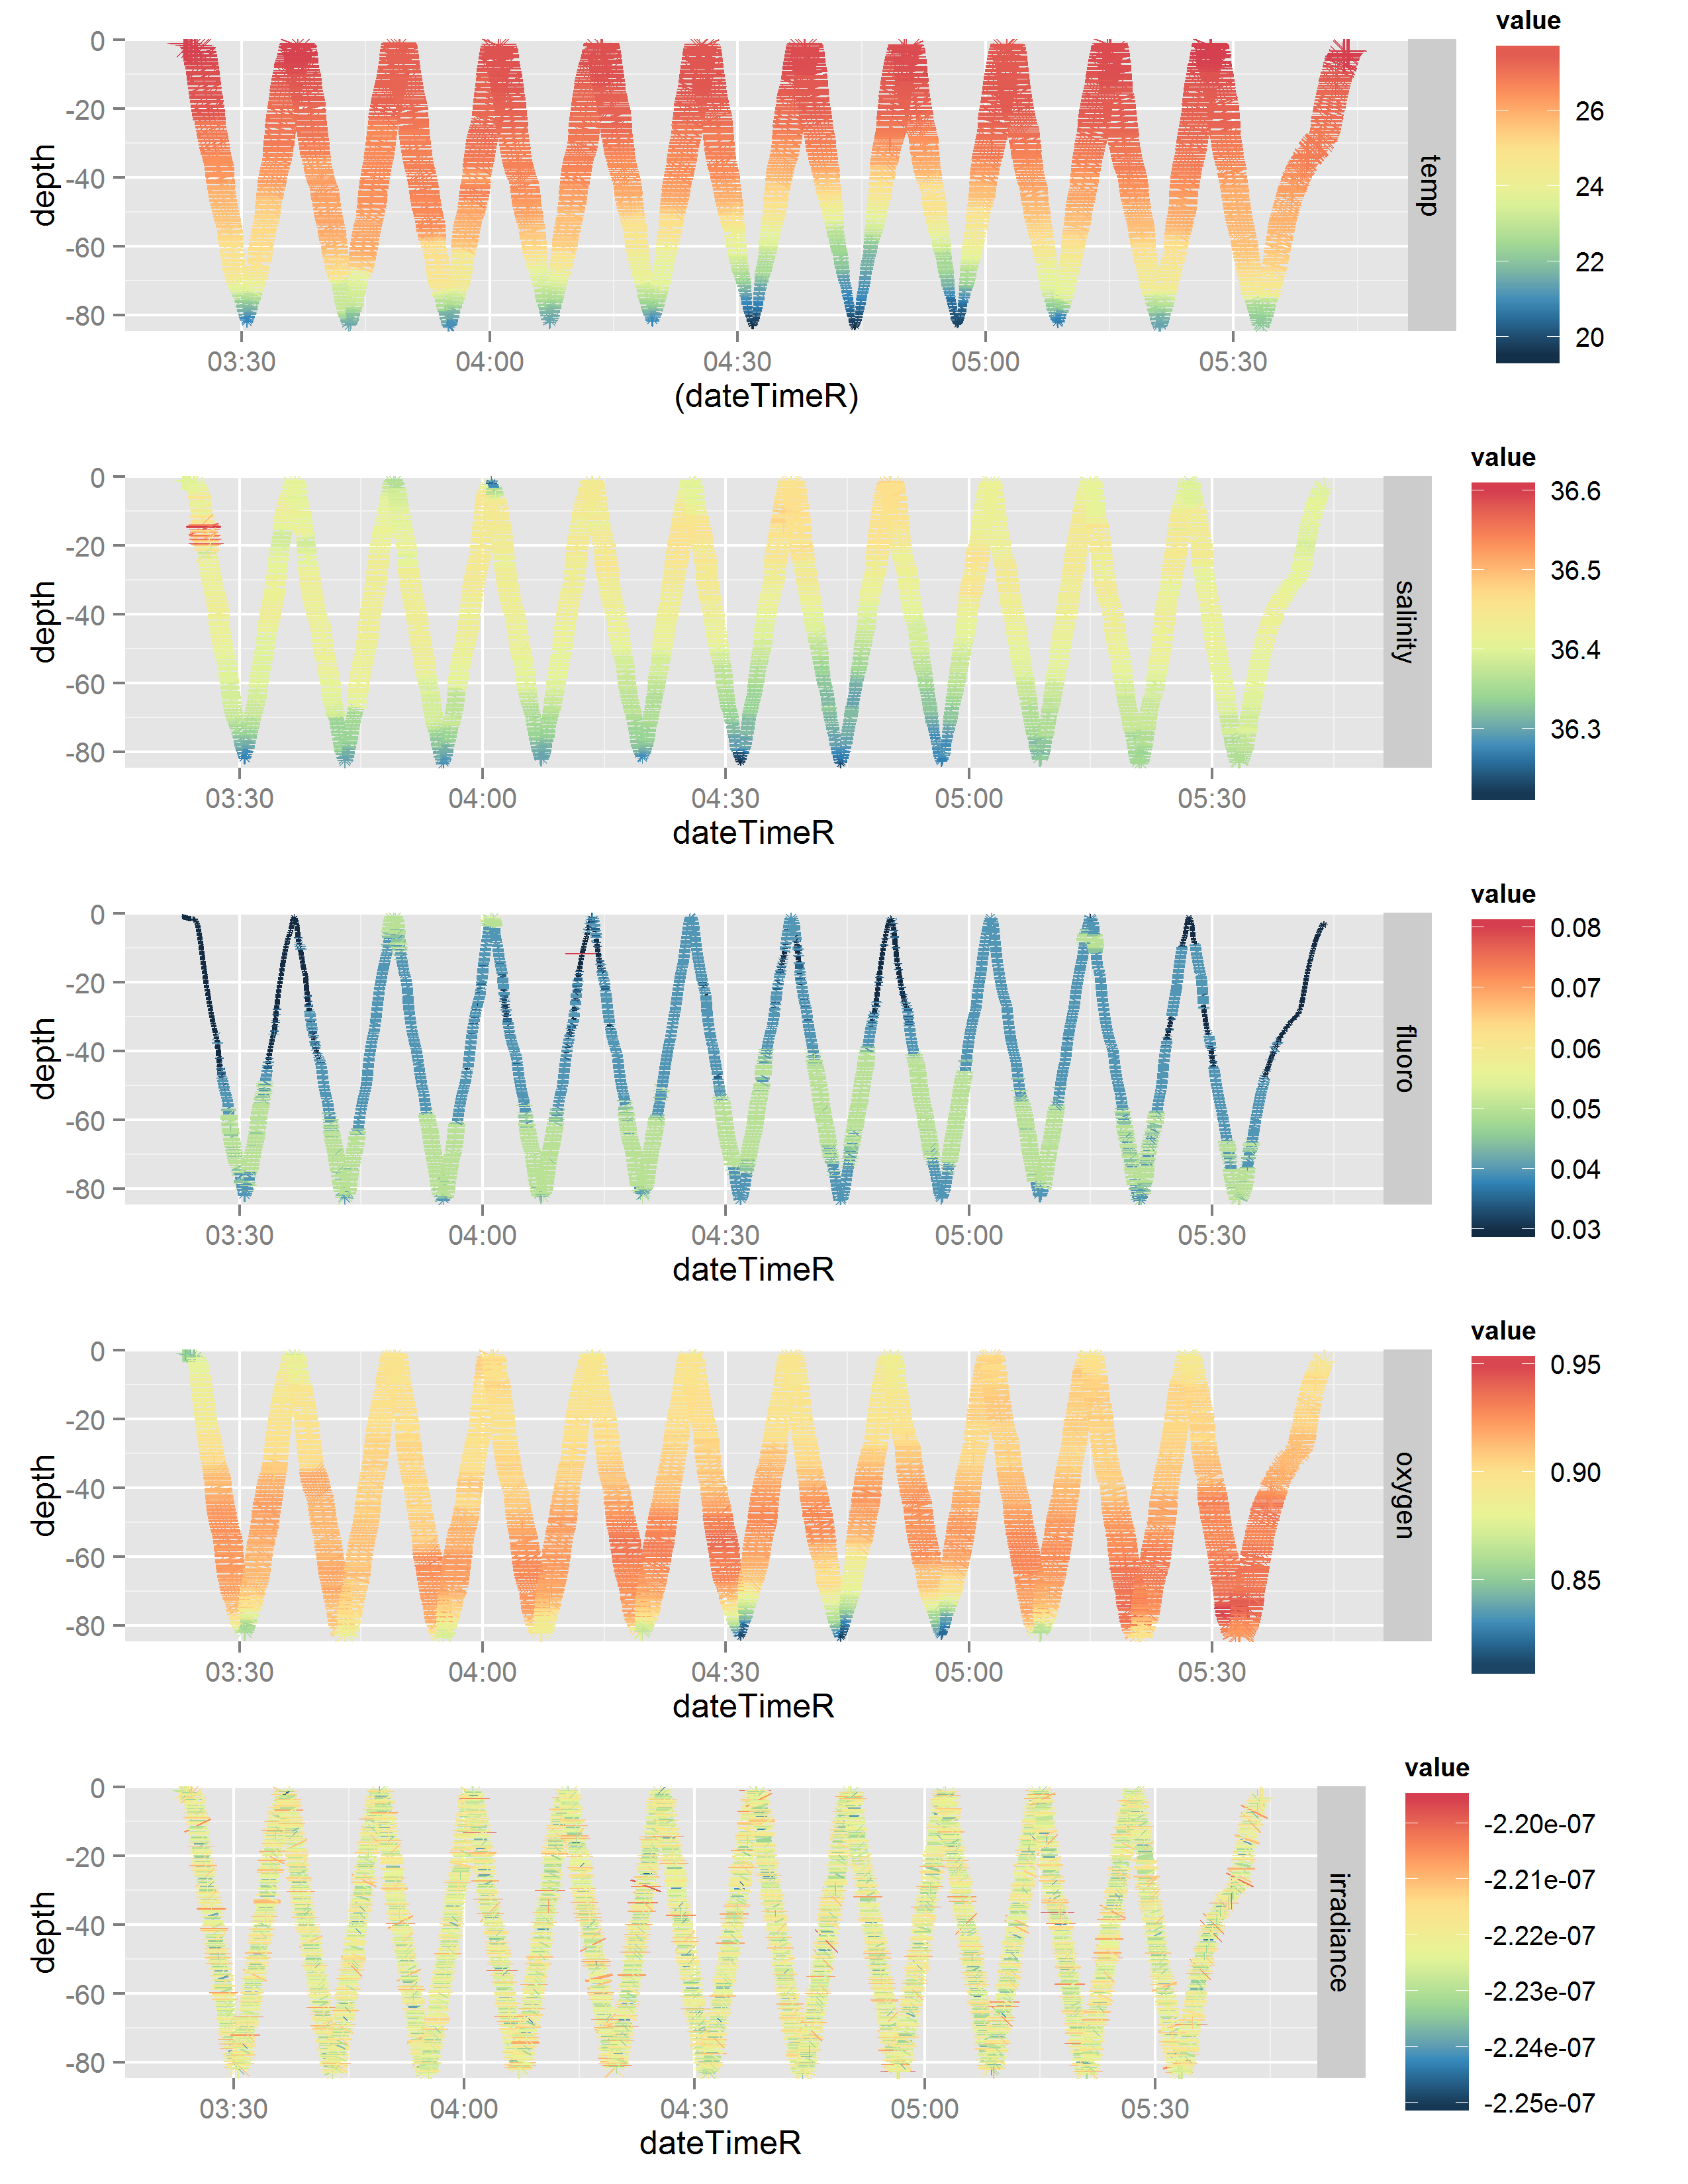 value
0
-20
-40
-60
-80
depth
temp
26
24
22
20
03:30 04:00 04:30 05:00 05:30
(dateTimeR)
value
0
-20
-40
-60
-80
depth
salinity
36.6
36.5
36.4
36.3
03:30 04:00 04:30 05:00 05:30
dateTimeR
value
0
-20
-40
-60
-80
depth
fluoro
0.08
0.07
0.06
0.05
0.04
0.03
03:30 04:00 04:30 05:00 05:30
dateTimeR
value
0
-20
-40
-60
-80
depth
oxygen
0.95
0.90
0.85
03:30 04:00 04:30 05:00 05:30
dateTimeR
value
0
-20
-40
-60
-80
depth
irradiance
-2.20e-07
-2.21e-07
-2.22e-07
-2.23e-07
-2.24e-07
-2.25e-07
03:30 04:00 04:30 05:00 05:30
dateTimeR